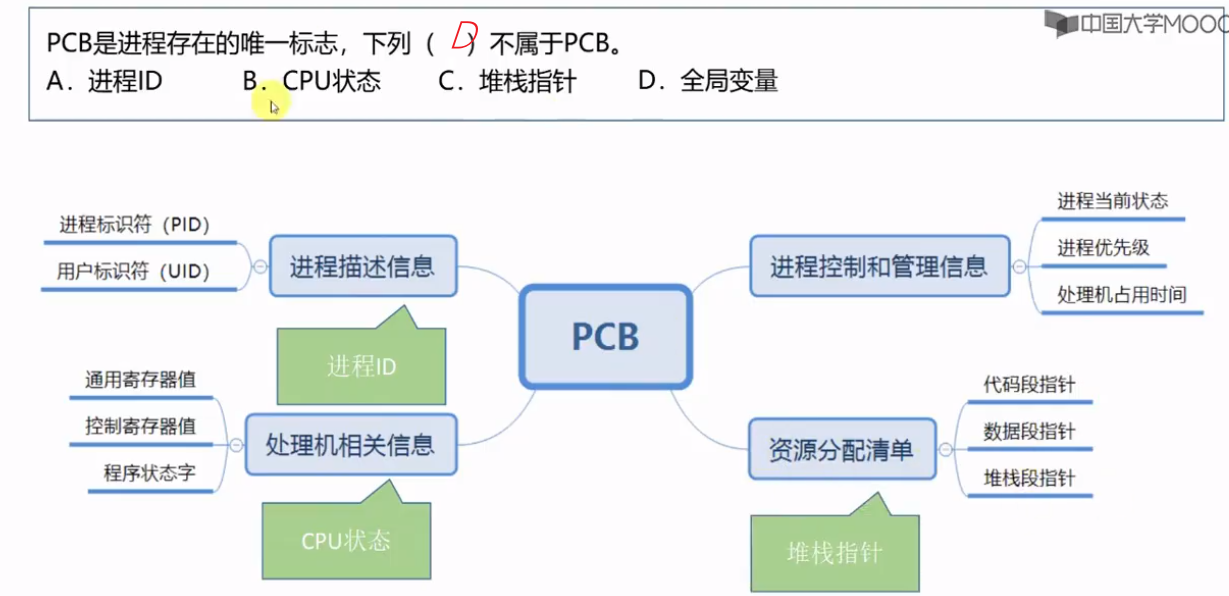 中国大学MOOC
PCB是进程存在的唯一标志，下列（ D ）不属于PCB。
A．进程ID B．CPU状态 C．堆栈指针 D．全局变量
进程标识符（PID）
用户标识符（UID）
进程描述信息
进程ID
通用寄存器值
控制寄存器值
程序状态字
处理机相关信息
CPU状态
PCB
进程控制和管理信息
进程当前状态
进程优先级
处理机占用时间
资源分配清单
代码段指针
数据段指针
堆栈段指针
堆栈指针